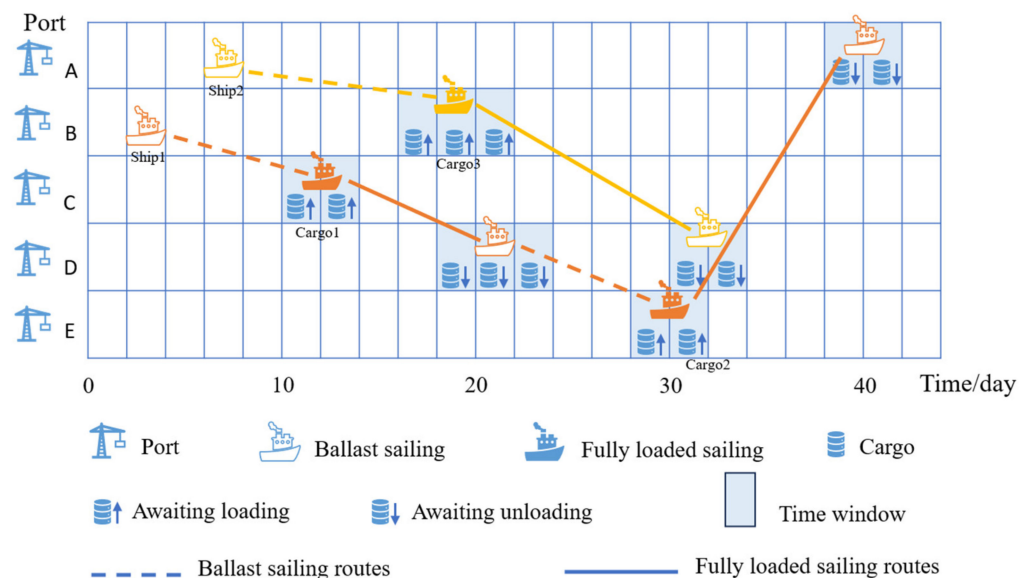 Port
A
Ship2
B
Ship1
Cargo3
C
Cargo1
D
E
Cargo2
0 10 20 30 40 Time/day
Port Ballast sailing Fully loaded sailing Cargo
Awaiting loading Awaiting unloading Time window
Ballast sailing routes Fully loaded sailing routes